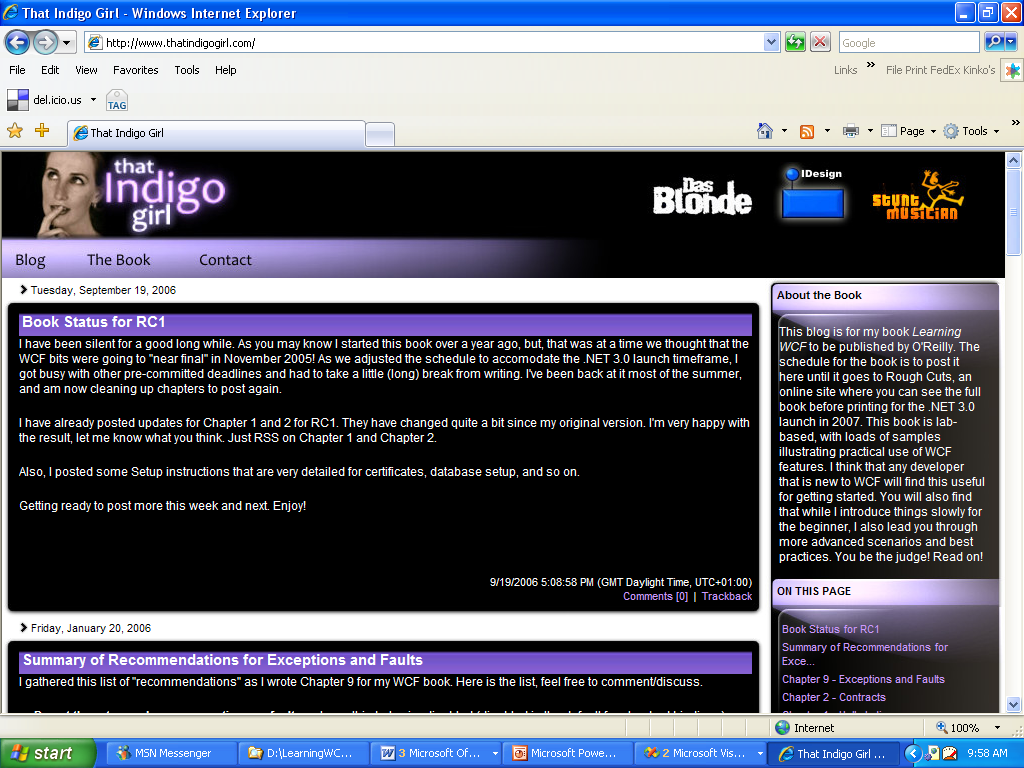 That Indigo Girl - Windows Internet Explorer
http://www.thatindigogirl.com/
Google
File Edit View Favorites Tools Help
Links » File Print FedEx Kinko's
del.icio.us TAG
That Indigo Girl
Page Tools »
that
Indigo
girl
Das
Blonde
IDesign
stunt
musician
Blog The Book Contact
Tuesday, September 19, 2006
Book Status for RC1
I have been silent for a good long while. As you may know I started this book over a year ago, but, that was at a time we thought that the
WCF bits were going to "near final" in November 2005! As we adjusted the schedule to accomodate the .NET 3.0 launch timeframe, I
got busy with other pre-committed deadlines and had to take a little (long) break from writing. I've been back at it most of the summer,
and am now cleaning up chapters to post again.
I have already posted updates for Chapter 1 and 2 for RC1. They have changed quite a bit since my original version. I'm very happy with
the result, let me know what you think. Just RSS on Chapter 1 and Chapter 2.
Also, I posted some Setup instructions that are very detailed for certificates, database setup, and so on.
Getting ready to post more this week and next. Enjoy!
9/19/2006 5:08:58 PM (GMT Daylight Time, UTC+01:00)
Comments [0] | Trackback
Friday, January 20, 2006
Summary of Recommendations for Exceptions and Faults
I gathered this list of "recommendations" as I wrote Chapter 9 for my WCF book. Here is the list, feel free to comment/discuss.
About the Book
This blog is for my book Learning
WCF to be published by O'Reilly. The
schedule for the book is to post it
here until it goes to Rough Cuts, an
online site where you can see the full
book before printing for the .NET 3.0
launch in 2007. This book is lab-
based, with loads of samples
illustrating practical use of WCF
features. I think that any developer
that is new to WCF will find this useful
for getting started. You will also find
that while I introduce things slowly for
the beginner, I also lead you through
more advanced scenarios and best
practices. You be the judge! Read on!
ON THIS PAGE
Book Status for RC1
Summary of Recommendations for
Exce...
Chapter 9 - Exceptions and Faults
Chapter 2 - Contracts
Internet 100%
start MSN Messenger D:\LearningWC... 3 Microsoft Of... Microsoft Powe... 2 Microsoft Vis... That Indigo Girl ... 9:58 AM